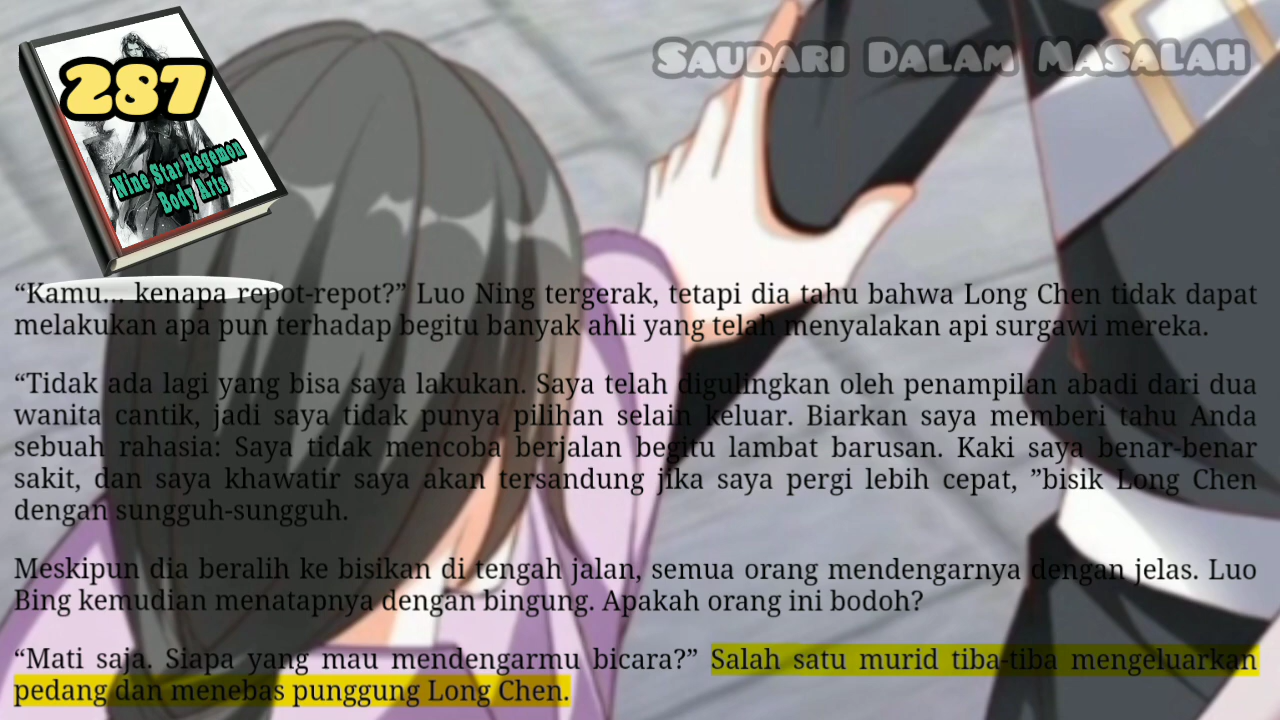 Saudari Dalam Masalah
287
Nine Star Hegemon
Body Arts
“Kamu... kenapa repot-repot?” Luo Ning tergerak, tetapi dia tahu bahwa Long Chen tidak dapat
melakukan apa pun terhadap begitu banyak ahli yang telah menyalakan api surgawi mereka.
“Tidak ada lagi yang bisa saya lakukan. Saya telah digulingkan oleh penampilan abadi dari dua
wanita cantik, jadi saya tidak punya pilihan selain keluar. Biarkan saya memberi tahu Anda
sebuah rahasia: Saya tidak mencoba berjalan begitu lambat barusan. Kaki saya benar-benar
sakit, dan saya khawatir saya akan tersandung jika saya pergi lebih cepat, ”bisik Long Chen
dengan sungguh-sungguh.
Meskipun dia beralih ke bisikan di tengah jalan, semua orang mendengarnya dengan jelas. Luo
Bing kemudian menatapnya dengan bingung. Apakah orang ini bodoh?
“Mati saja. Siapa yang mau mendengarmu bicara?” Salah satu murid tiba-tiba mengeluarkan
pedang dan menebas punggung Long Chen.